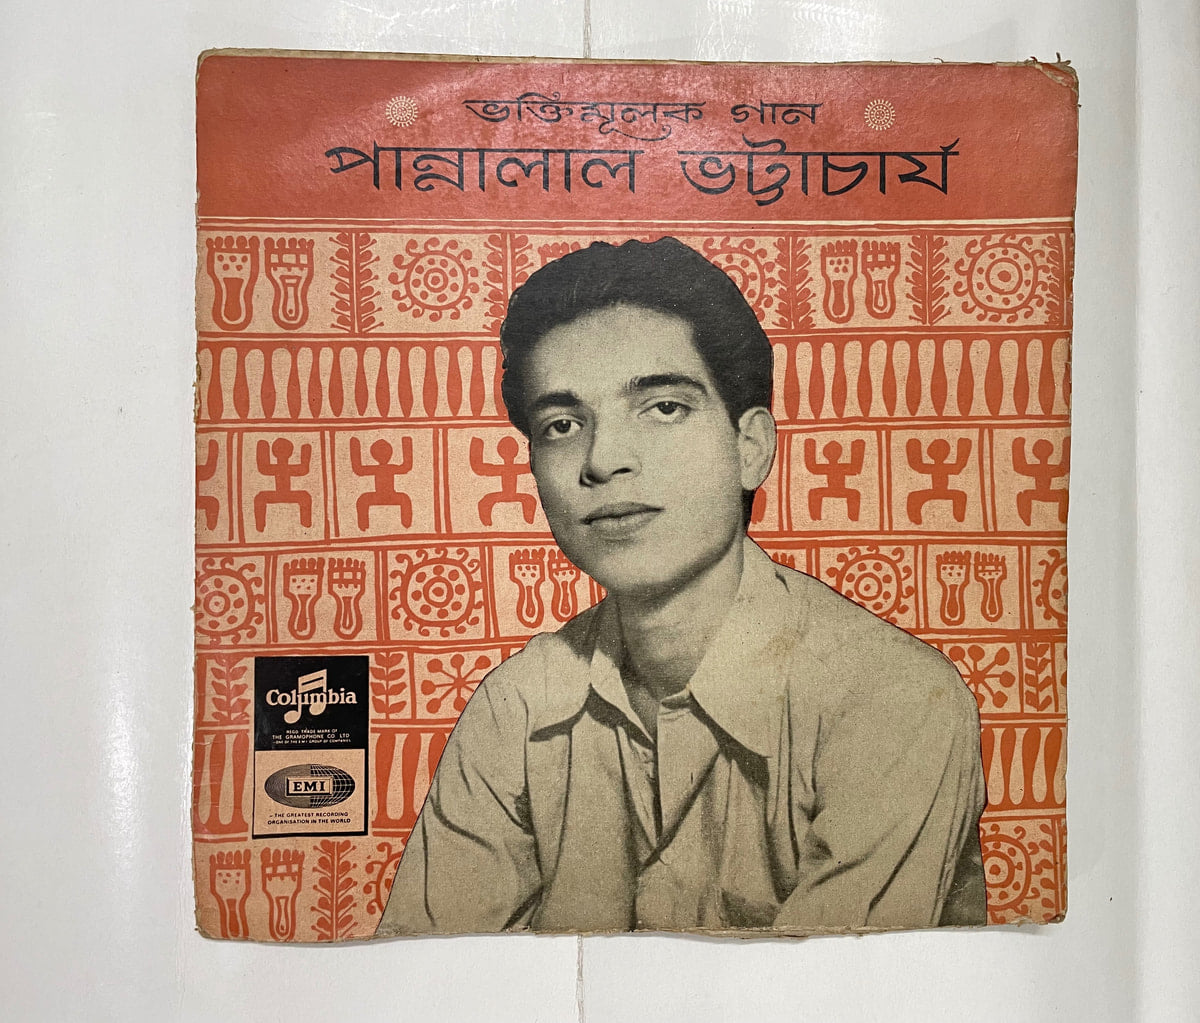 ভক্তিমূলক গান
পান্নালাল ভট্টাচার্য
Columbia
REGD. TRADE MARK OF
THE GRAMOPHONE CO LTD
—ONE OF THE E M I GROUP OF COMPANIES
EMI
—THE GREATEST RECORDING
ORGANISATION IN THE WORLD